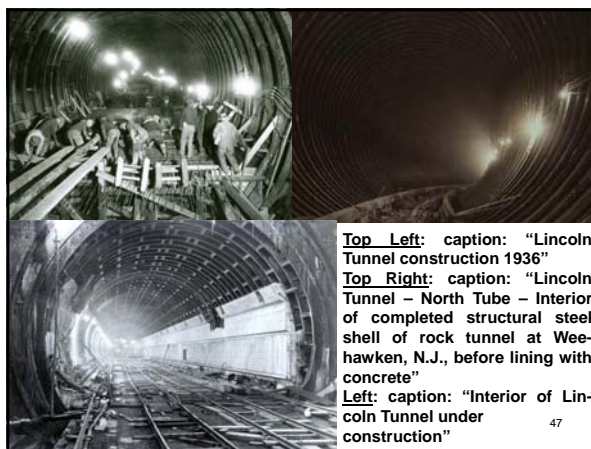 Top Left: caption: “Lincoln
Tunnel construction 1936”
Top Right: caption: “Lincoln
Tunnel – North Tube – Interior
of completed structural steel
shell of rock tunnel at Wee-
hawken, N.J., before lining with
concrete”
Left: caption: “Interior of Lin-
coln Tunnel under
construction”
47